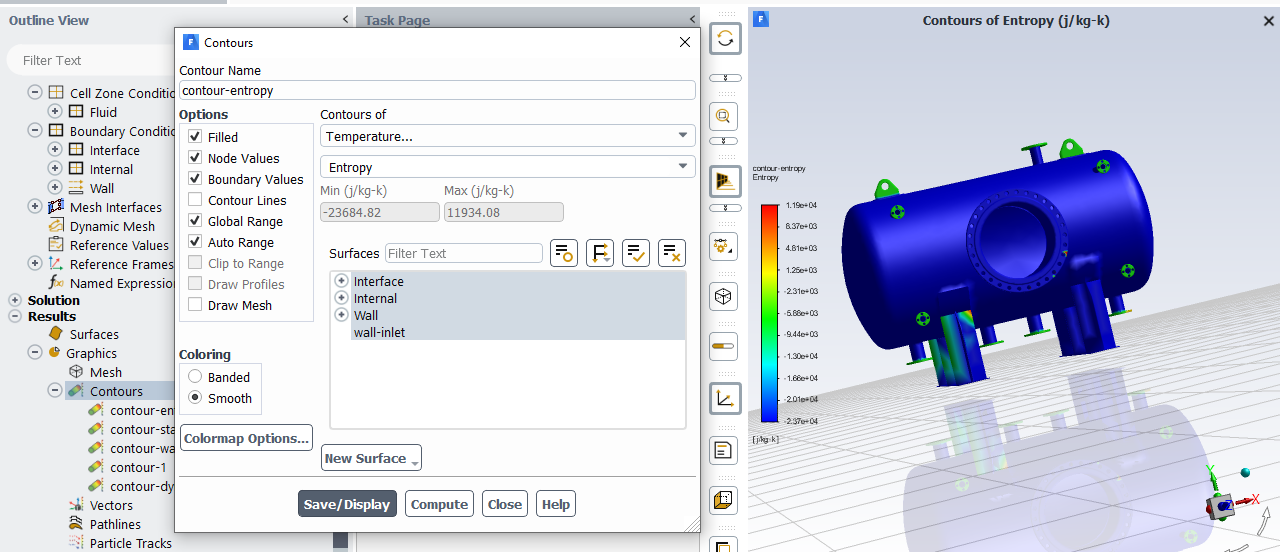 Outline View
<
Filter Text
Cell Zone Conditio
Fluid
Boundary Conditio
Interface
Internal
Wall
Mesh Interfaces
Dynamic Mesh
Reference Values
Reference Frames
Named Expression
Solution
Results
Surfaces
Graphics
Mesh
Contours
contour-en
contour-sta
contour-wa
contour-1
contour-dy
Vectors
Pathlines
Particle Tracks
Task Page
<
Contours
Contour Name
contour-entropy
Options
Filled
Node Values
Boundary Values
Contour Lines
Global Range
Auto Range
Clip to Range
Draw Profiles
Draw Mesh
Coloring
Banded
Smooth
Colormap Options...
Contours of
Temperature...
Entropy
Min (j/kg-k) Max (j/kg-k)
-23684.82 11934.08
Surfaces Filter Text
Interface
Internal
Wall
wall-inlet
New Surface
Save/Display Compute Close Help
Contours of Entropy (j/kg-k)
contour-entropy
Entropy
1.19e+04
8.37e+03
4.81e+03
1.25e+03
-2.31e+03
-5.88e+03
-9.44e+03
-1.30e+04
-1.66e+04
-2.01e+04
-2.37e+04
[ j/kg-k ]
Y
Z
X